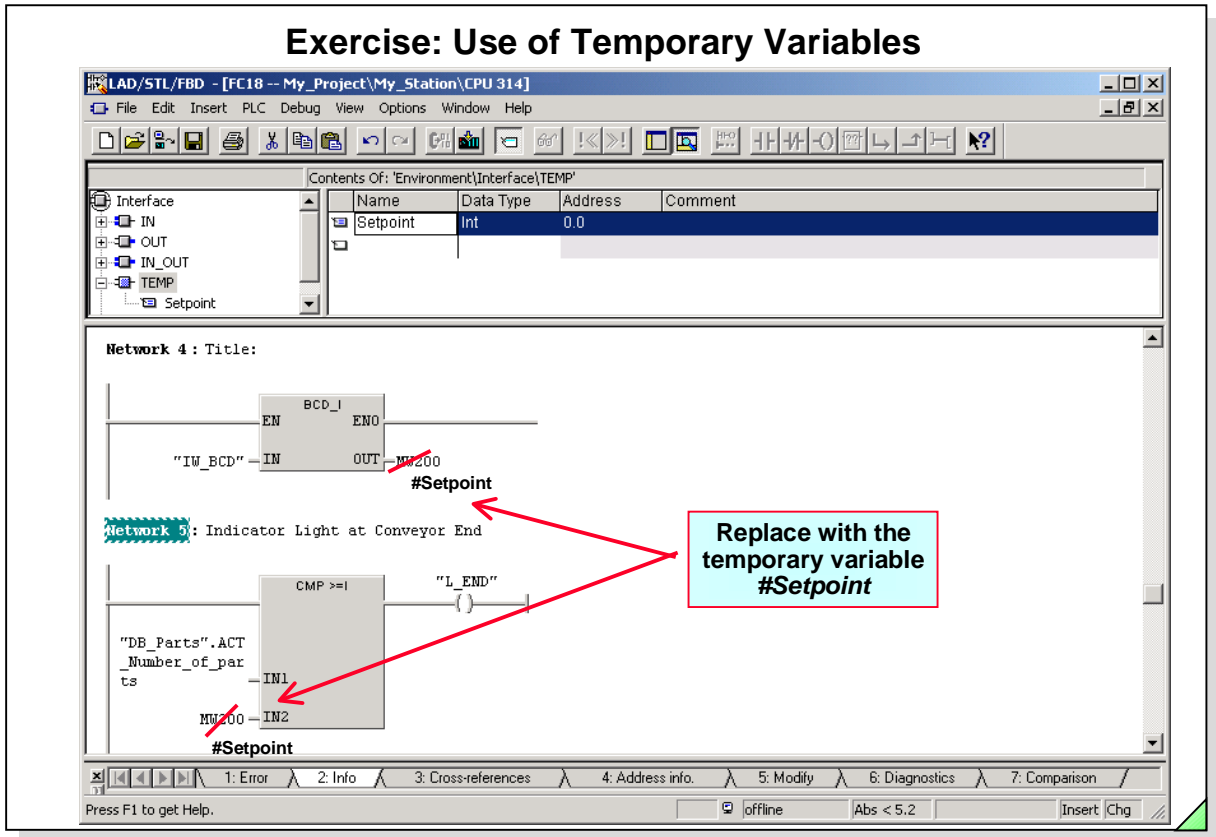 Exercise: Use of Temporary Variables
LAD/STL/FBD - [FC18 -- My_Project\My_Station\CPU 314]
File Edit Insert PLC Debug View Options Window Help
Contents Of: 'Environment\Interface\TEMP'
Interface
IN
OUT
IN_OUT
TEMP
Setpoint
Name Data Type Address Comment
Setpoint Int 0.0
Network 4 : Title:
BCD_I
EN ENO
"IW_BCD" IN OUT MW200
#Setpoint
Network 5 : Indicator Light at Conveyor End
Replace with the
temporary variable
#Setpoint
CMP >=I "L_END"
( )
"DB_Parts".ACT
_Number_of_par
ts IN1
MW200 IN2
#Setpoint
1: Error 2: Info 3: Cross-references 4: Address info. 5: Modify 6: Diagnostics 7: Comparison
Press F1 to get Help. offline Abs < 5.2 Insert Chg